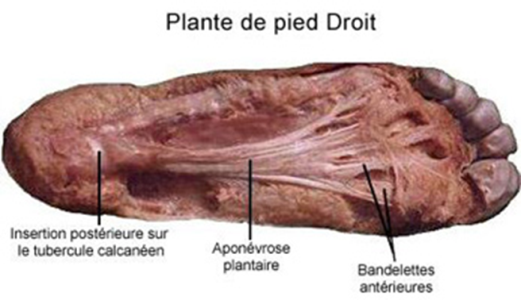 Plante de pied Droit
Insertion postérieure sur
le tubercule calcanéen
Aponévrose
plantaire
Bandelettes
antérieures